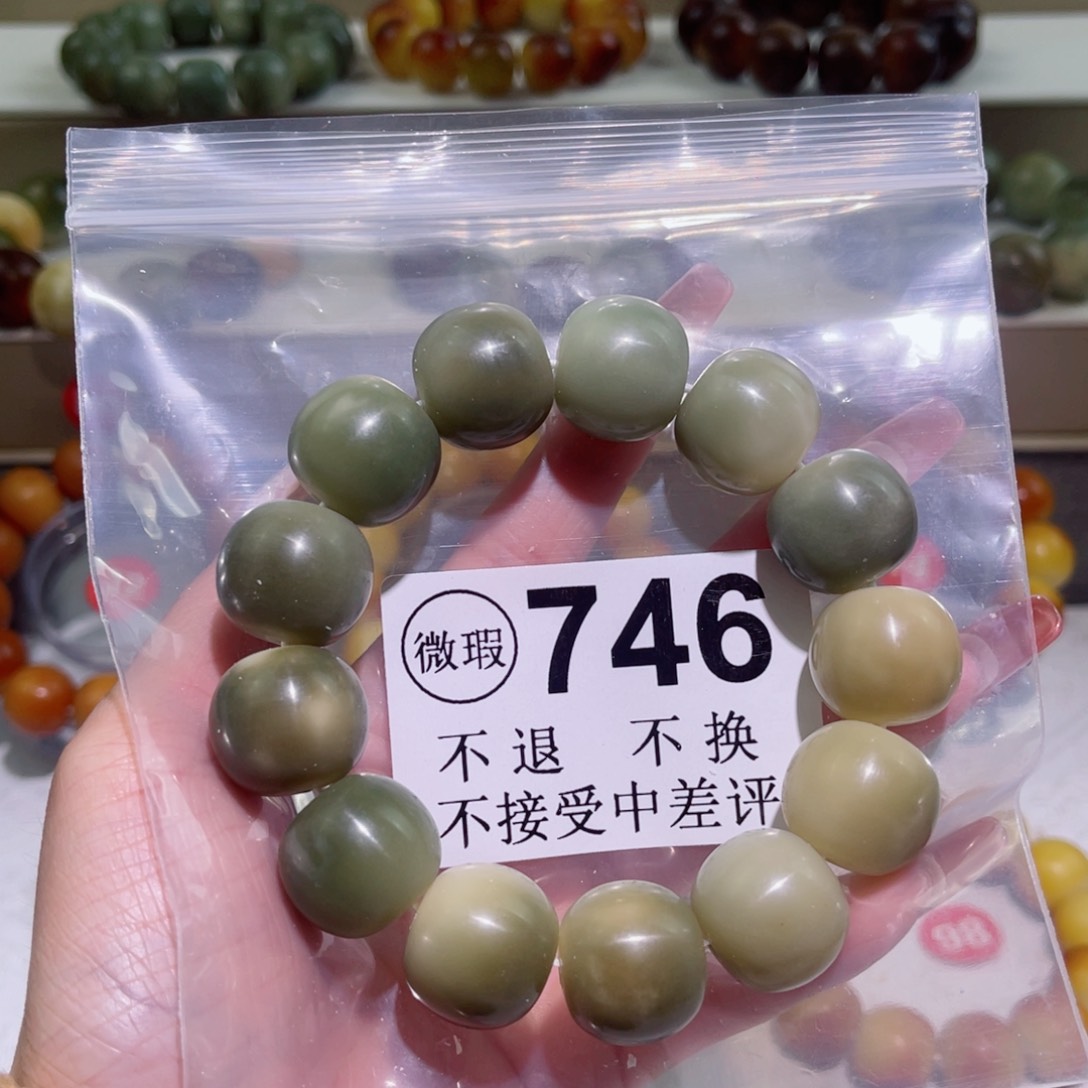 微瑕 746
不退 不换
不接受中差评
98